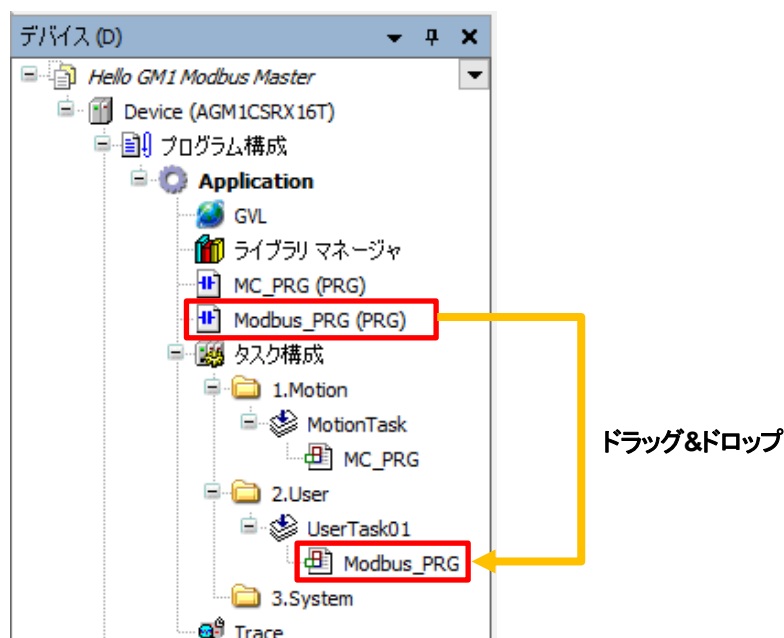 デバイス (D)
Hello GM1 Modbus Master
Device (AGM1CSRX16T)
プログラム構成
Application
GVL
ライブラリ マネージャ
MC_PRG (PRG)
Modbus_PRG (PRG)
タスク構成
1.Motion
MotionTask
MC_PRG
2.User
UserTask01
Modbus_PRG
3.System
Trace
ドラッグ&ドロップ